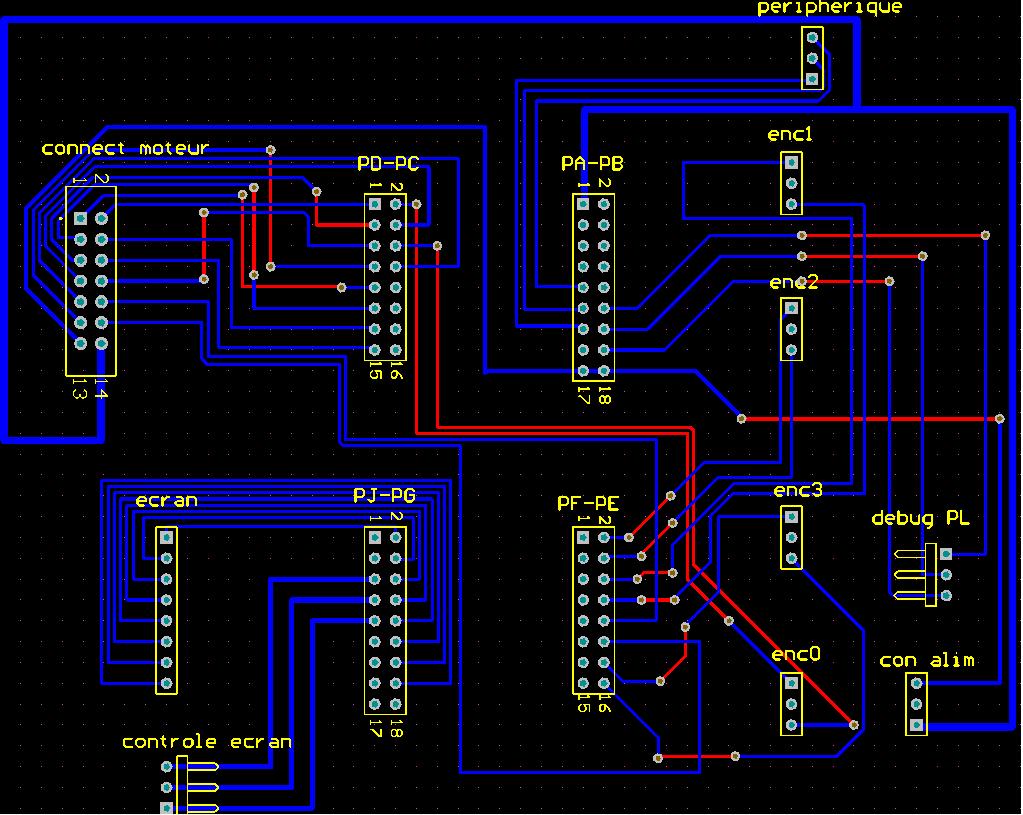 peripherique
enc1
connect moteur
PD-PC
PA-PB
1 2
1 2
1 2
enc2
15 16
13 14
17 18
ecran
PJ-PG
PF-PE
enc3
1 2
1 2
debug PL
enc0
con alim
15 16
17 18
controle ecran